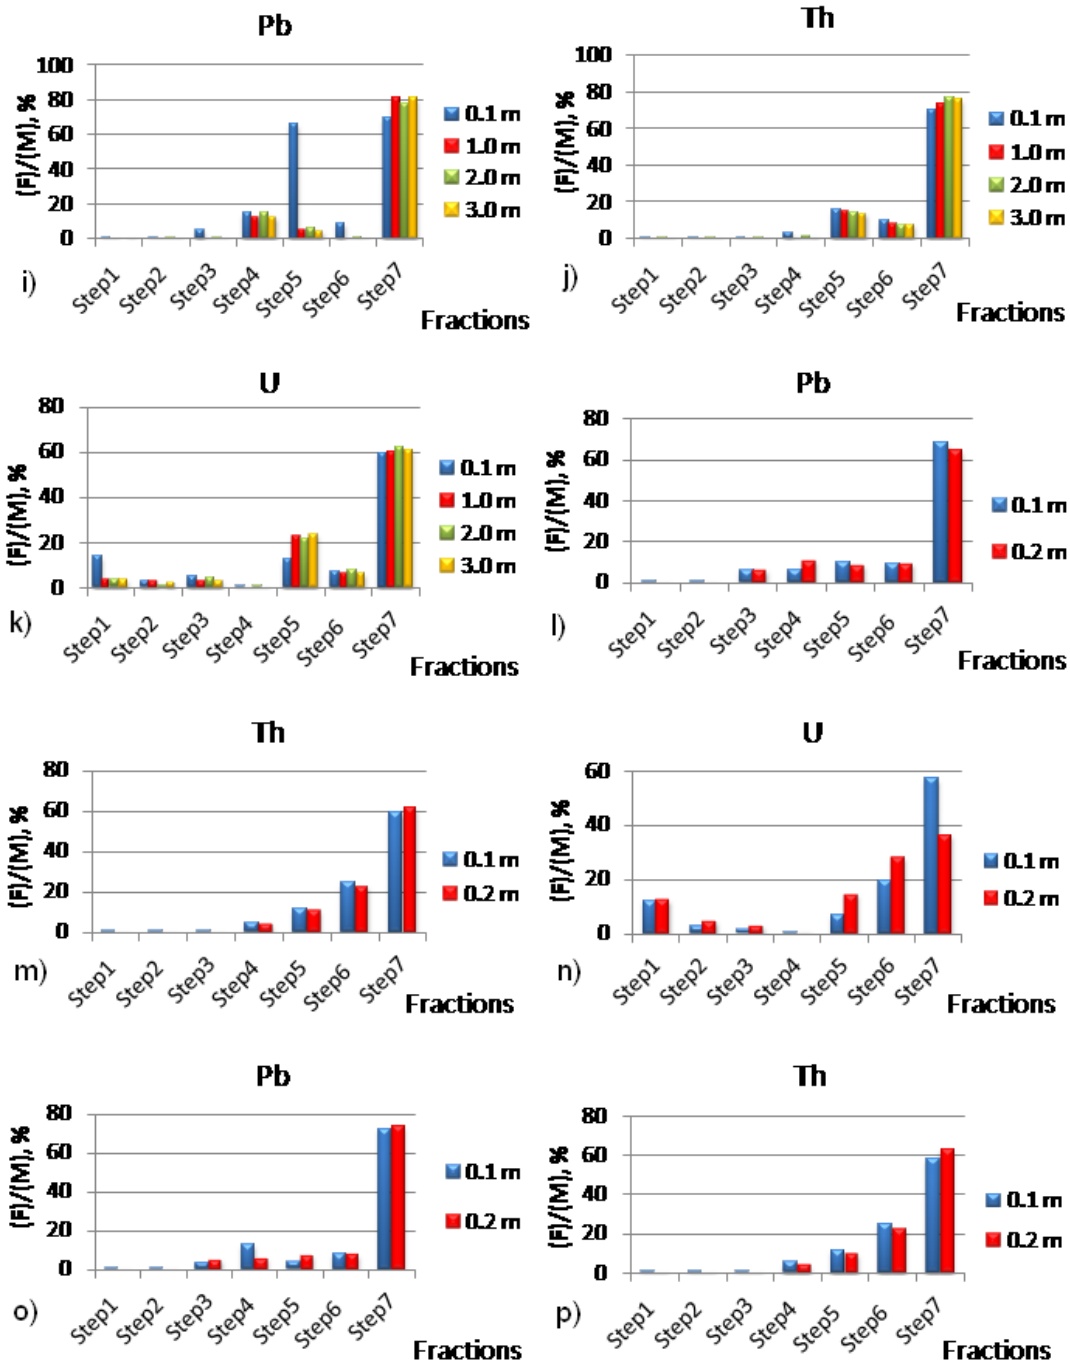 Pb
(F)/(M), %
100
80
60
40
20
0
Step1 Step2 Step3 Step4 Step5 Step6 Step7
Fractions
0.1 m
1.0 m
2.0 m
3.0 m
i)
Th
(F)/(M), %
100
80
60
40
20
0
Step1 Step2 Step3 Step4 Step5 Step6 Step7
Fractions
0.1 m
1.0 m
2.0 m
3.0 m
j)
U
(F)/(M), %
80
60
40
20
0
Step1 Step2 Step3 Step4 Step5 Step6 Step7
Fractions
0.1 m
1.0 m
2.0 m
3.0 m
k)
Pb
(F)/(M), %
80
60
40
20
0
Step1 Step2 Step3 Step4 Step5 Step6 Step7
Fractions
0.1 m
0.2 m
l)
Th
(F)/(M), %
80
60
40
20
0
Step1 Step2 Step3 Step4 Step5 Step6 Step7
Fractions
0.1 m
0.2 m
m)
U
(F)/(M), %
60
40
20
0
Step1 Step2 Step3 Step4 Step5 Step6 Step7
Fractions
0.1 m
0.2 m
n)
Pb
(F)/(M), %
80
60
40
20
0
Step1 Step2 Step3 Step4 Step5 Step6 Step7
Fractions
0.1 m
0.2 m
o)
Th
(F)/(M), %
80
60
40
20
0
Step1 Step2 Step3 Step4 Step5 Step6 Step7
Fractions
0.1 m
0.2 m
p)